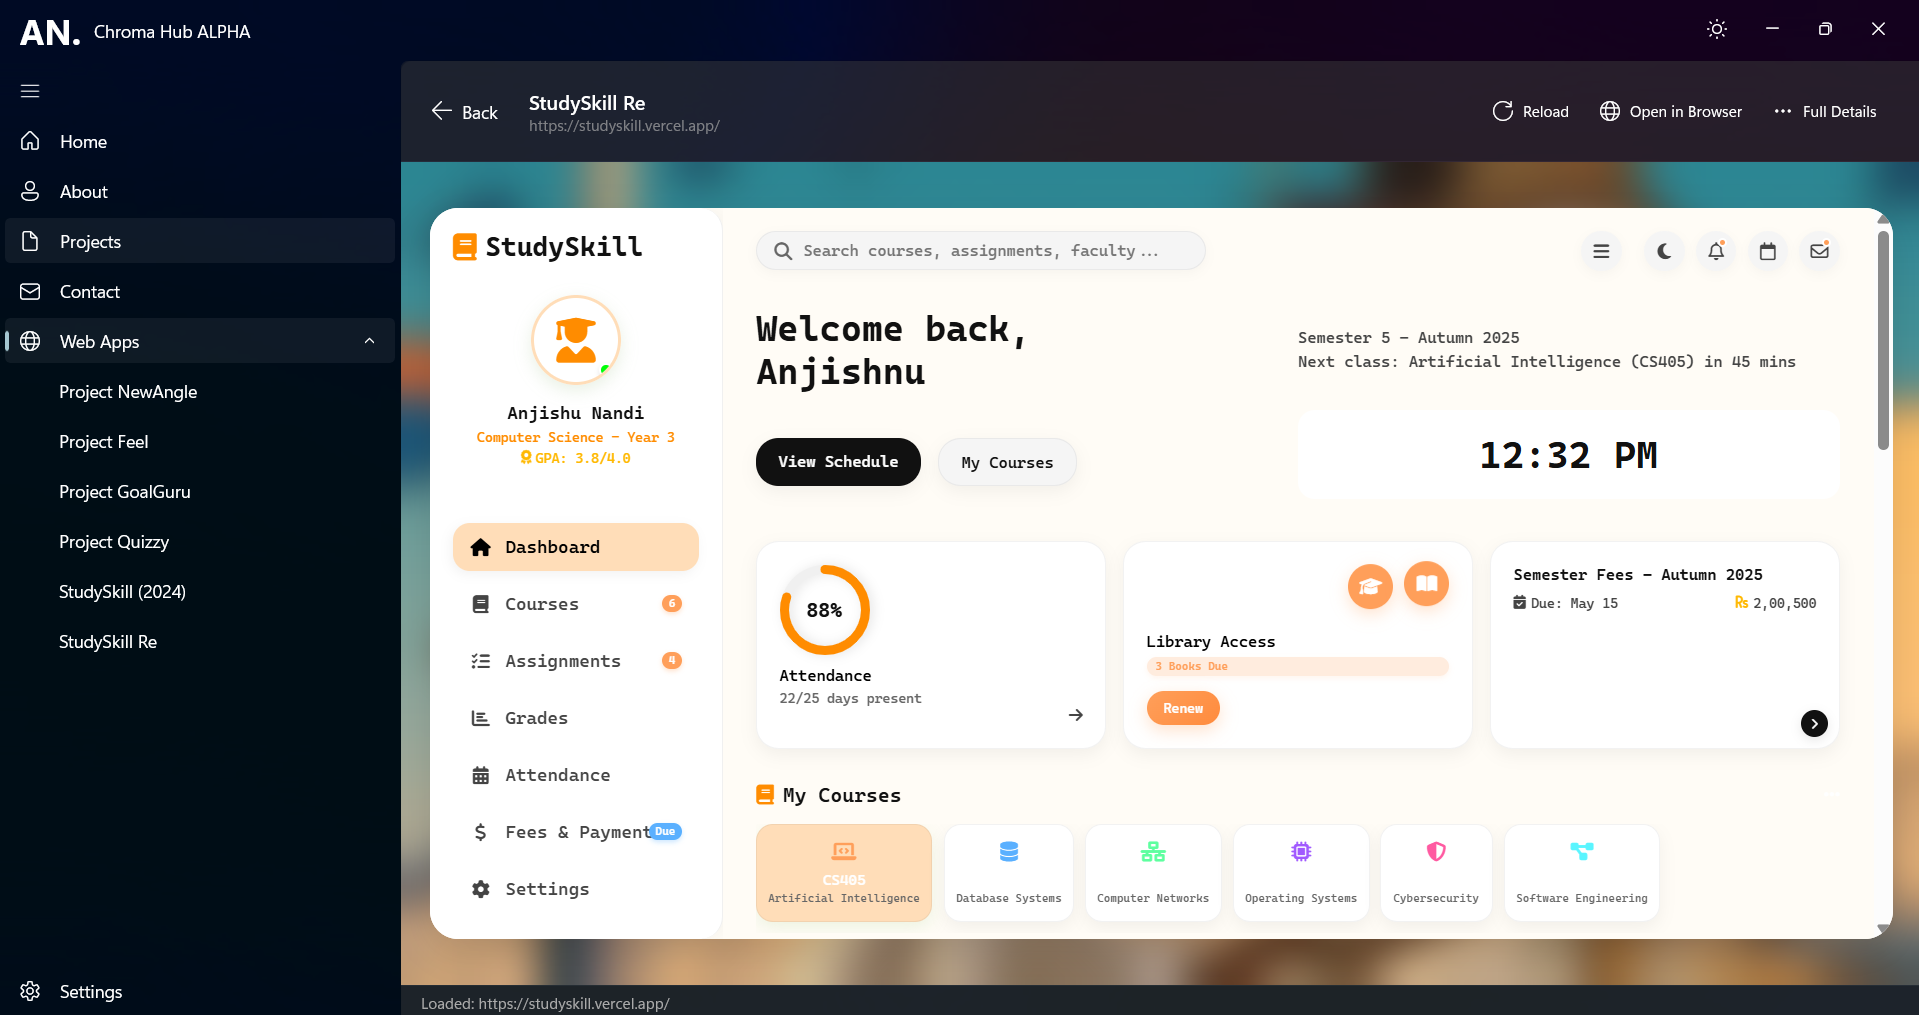 AN. Chroma Hub ALPHA
Home
About
Projects
Contact
Web Apps
Project NewAngle
Project Feel
Project GoalGuru
Project Quizzy
StudySkill (2024)
StudySkill Re
Settings
Back
StudySkill Re
https://studyskill.vercel.app/
Reload
Open in Browser
Full Details
StudySkill
Anjishu Nandi
Computer Science – Year 3
GPA: 3.8/4.0
Dashboard
Courses 6
Assignments 4
Grades
Attendance
Fees & Payment Due
Settings
Search courses, assignments, faculty...
Welcome back,
Anjishnu
Semester 5 – Autumn 2025
Next class: Artificial Intelligence (CS405) in 45 mins
View Schedule
My Courses
12:32 PM
88%
Attendance
22/25 days present
Library Access
3 Books Due
Renew
Semester Fees – Autumn 2025
Due: May 15
₨ 2,00,500
My Courses
CS405
Artificial Intelligence
Database Systems
Computer Networks
Operating Systems
Cybersecurity
Software Engineering
Loaded: https://studyskill.vercel.app/